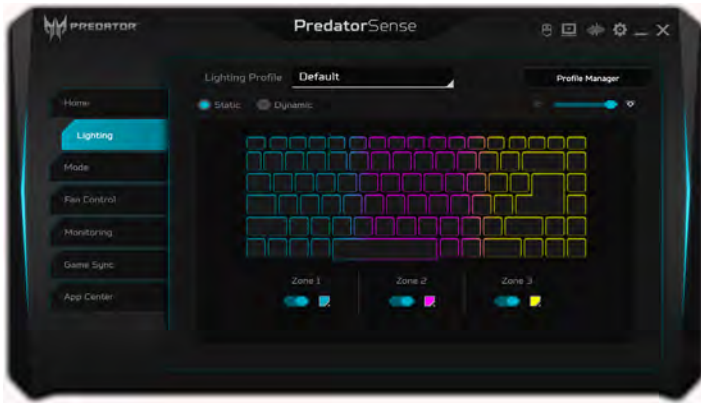 PREDATOR
PredatorSense
Lighting Profile Default
Profile Manager
Static Dynamic
Home
Lighting
Mode
Fan Control
Monitoring
Game Sync
App Center
Zone 1 Zone 2 Zone 3